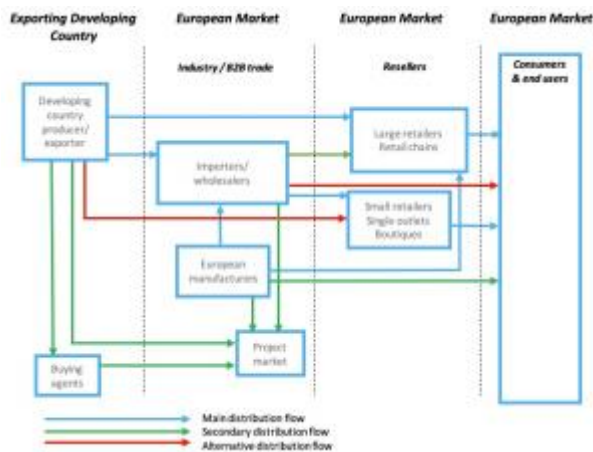 Exporting Developing
Country
European Market
European Market
European Market
Industry / B2B trade
Resellers
Consumers
& end users
Developing
country
producer/
exporter
Large retailers
Retail chains
Importers/
wholesalers
Small retailers
Single outlets
Boutiques
European
manufacturers
Project
market
Buying
agents
Main distribution flow
Secondary distribution flow
Alternative distribution flow